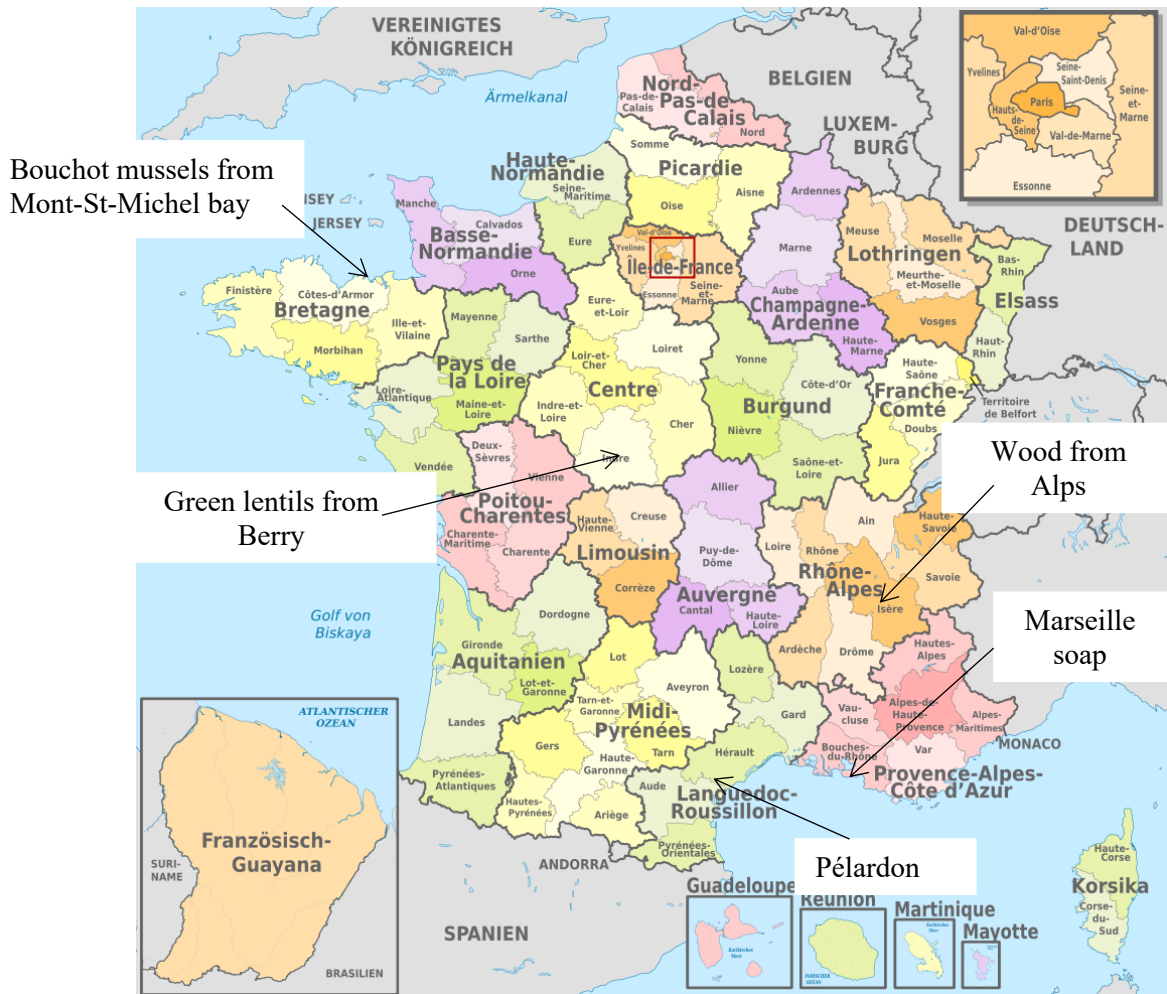 VEREINIGTES
KÖNIGREICH
BELGIEN
LUXEM-
BURG
DEUTSCH-
LAND
Ärmelkanal
Val-d'Oise
Yvelines
Seine-
Saint-Denis
Paris
Hauts-
de-
Seine
Val-de-Marne
Seine-
et-
Marne
Essonne
Bouchot mussels from
Mont-St-Michel bay
JERSEY
Nord-
Pas-de-
Calais
Pas-de-
Calais
Nord
Somme
Picardie
Oise
Aisne
Haute-
Normandie
Seine-
Maritime
Eure
Manche
Calvados
Basse-
Normandie
Orne
Val-d'Oise
Yvelines
Île-de-France
Essonne
Seine-
et-
Marne
Ardennes
Marne
Aube
Champagne-
Ardenne
Haute-
Marne
Meuse
Moselle
Lothringen
Meurthe-
et-Moselle
Vosges
Bas-
Rhin
Elsass
Haut-
Rhin
Finistère
Côtes-d'Armor
Bretagne
Ille-et-
Vilaine
Morbihan
Mayenne
Sarthe
Pays de
la Loire
Loire-
Atlantique
Maine-et-
Loire
Vendée
Eure-
et-Loir
Loiret
Loir-et-
Cher
Centre
Indre-et-
Loire
Cher
Indre
Yonne
Côte-d'Or
Burgund
Nièvre
Saône-et-
Loire
Haute-
Saône
Franche-
Comté
Doubs
Jura
Territoire
de Belfort
Wood from
Alps
Green lentils from
Berry
Deux-
Sèvres
Vienne
Poitou-
Charentes
Charente-
Maritime
Charente
Haute-
Vienne
Creuse
Limousin
Corrèze
Allier
Puy-de-
Dôme
Auvergne
Cantal
Haute-
Loire
Ain
Loire
Rhône
Haute-
Savoie
Rhône-
Alpes
Savoie
Isère
Ardèche
Drôme
Marseille
soap
Golf von
Biskaya
Dordogne
Gironde
Aquitanien
Lot-et-
Garonne
Landes
Pyrénées-
Atlantiques
Lot
Aveyron
Tarn-et-
Garonne
Midi-
Pyrénées
Gers
Tarn
Haute-
Garonne
Hautes-
Pyrénées
Ariège
Lozère
Gard
Hérault
Aude
Languedoc-
Roussillon
Pyrénées-
Orientales
Hautes-
Alpes
Vau-
cluse
Alpes-de-
Haute-
Provence
Alpes-
Maritimes
Bouches-
du-Rhône
Var
MONACO
Provence-Alpes-
Côte d'Azur
Pélardon
ANDORRA
SPANIEN
ATLANTISCHER
OZEAN
Französisch-
Guayana
SURI-
NAME
BRASILIEN
Guadeloupe
Karibisches
Meer
Réunion
INDISCHER
OZEAN
Martinique
Karibisches
Meer
Mayotte
Haute-
Corse
Korsika
Corse-
du-
Sud